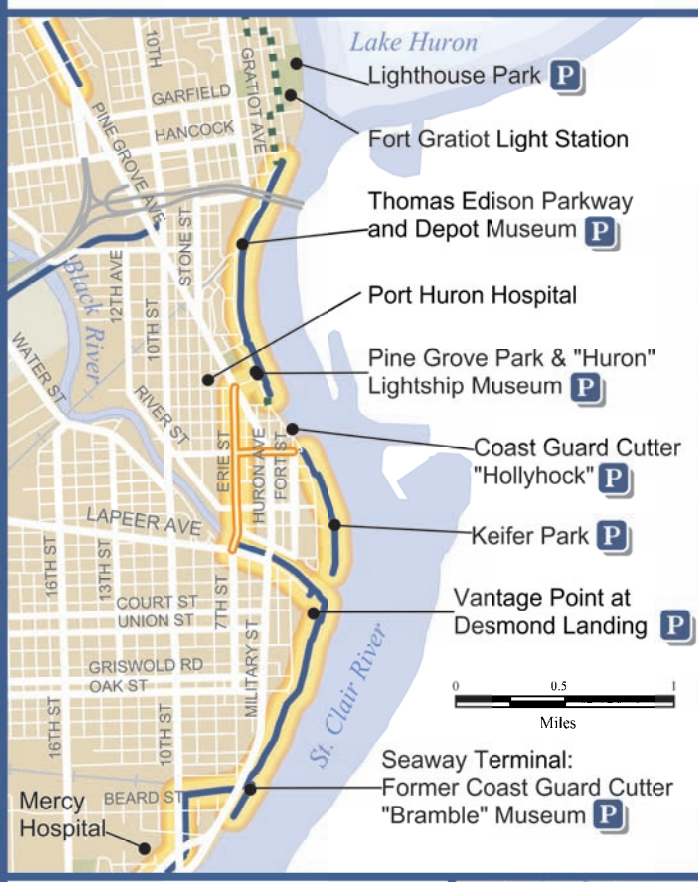 Lake Huron
Lighthouse Park P
Fort Gratiot Light Station
Thomas Edison Parkway
and Depot Museum P
Port Huron Hospital
Pine Grove Park & "Huron"
Lightship Museum P
Coast Guard Cutter
"Hollyhock" P
Keifer Park P
Vantage Point at
Desmond Landing P
0 0.5 1
Miles
Seaway Terminal:
Former Coast Guard Cutter
"Bramble" Museum P
Mercy
Hospital
St. Clair River
Black River
10TH
GRATIOT AVE
GARFIELD
HANCOCK
PINE GROVE AVE
STONE ST
12TH AVE
10TH ST
WATER ST
RIVER ST
ERIE ST
HURON AVE
FORT ST
LAPEER AVE
16TH ST
13TH ST
7TH ST
COURT ST
UNION ST
MILITARY ST
GRISWOLD RD
OAK ST
16TH ST
10TH ST
BEARD ST